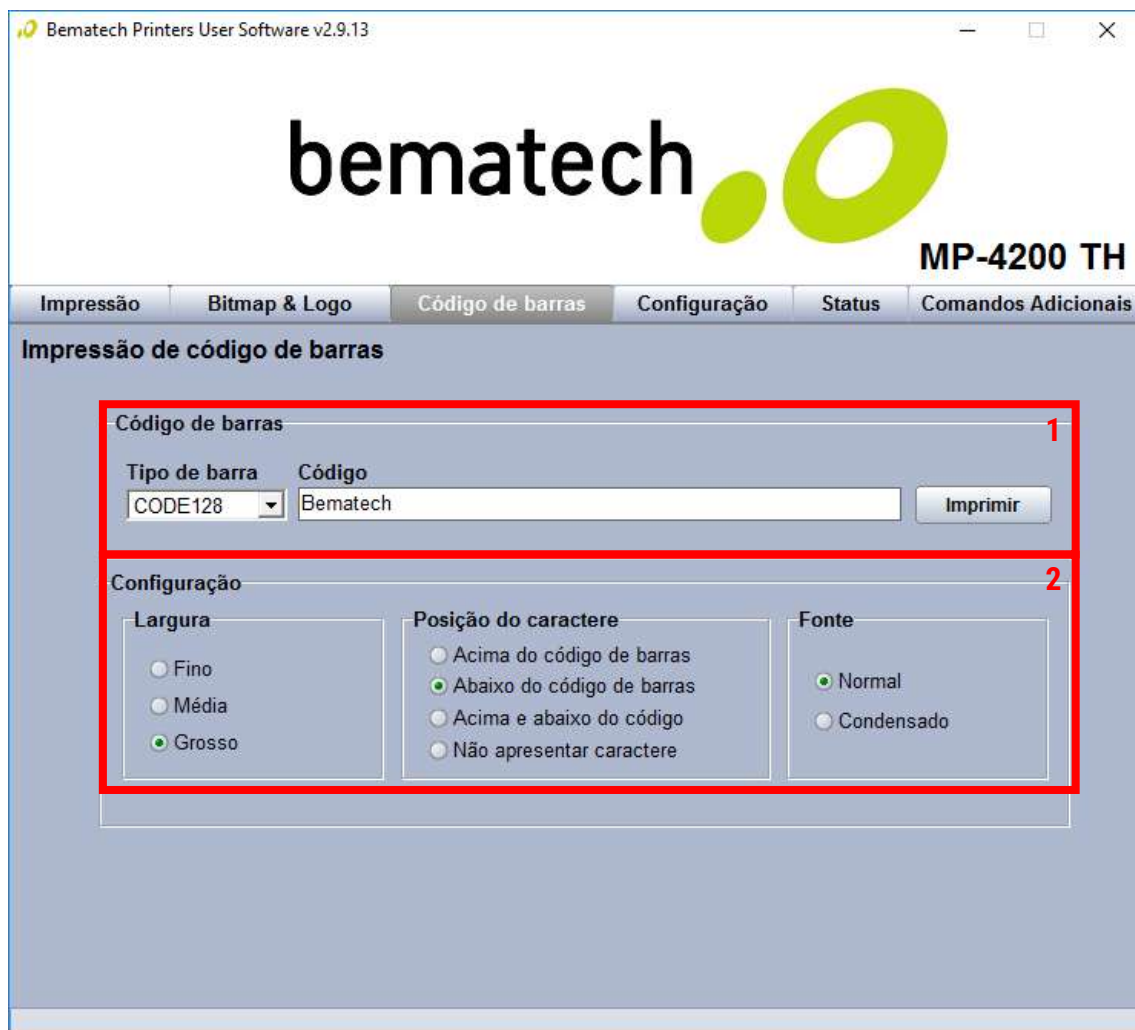 Bematech Printers User Software v2.9.13
bematech
MP-4200 TH
Impressão Bitmap & Logo Código de barras Configuração Status Comandos Adicionais
Impressão de código de barras
Código de barras 1
Tipo de barra Código
CODE128 Bematech Imprimir
Configuração 2
Largura Posição do caractere Fonte
Fino
Média
Grosso
Acima do código de barras
Abaixo do código de barras
Acima e abaixo do código
Não apresentar caractere
Normal
Condensado